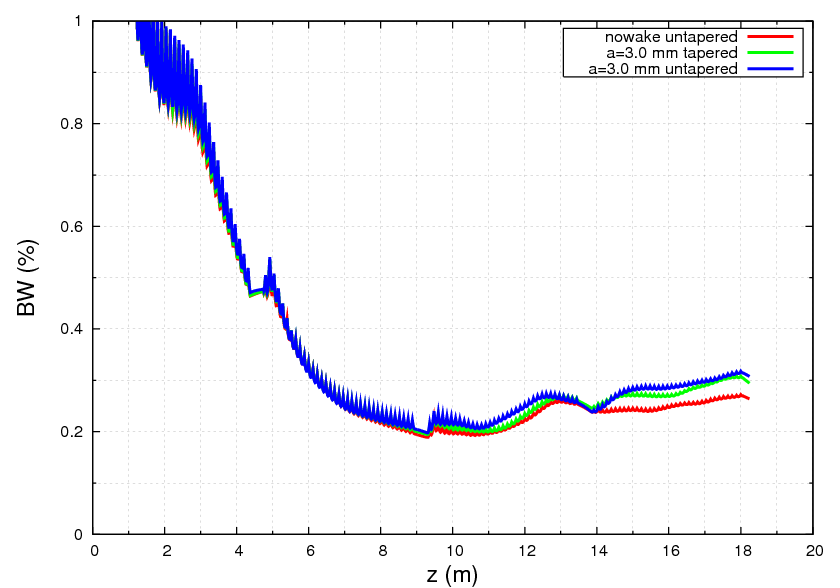 1
nowake untapered
a=3.0 mm tapered
a=3.0 mm untapered
0.8
0.6
BW (%)
0.4
0.2
0
0 2 4 6 8 10 12 14 16 18 20
z (m)